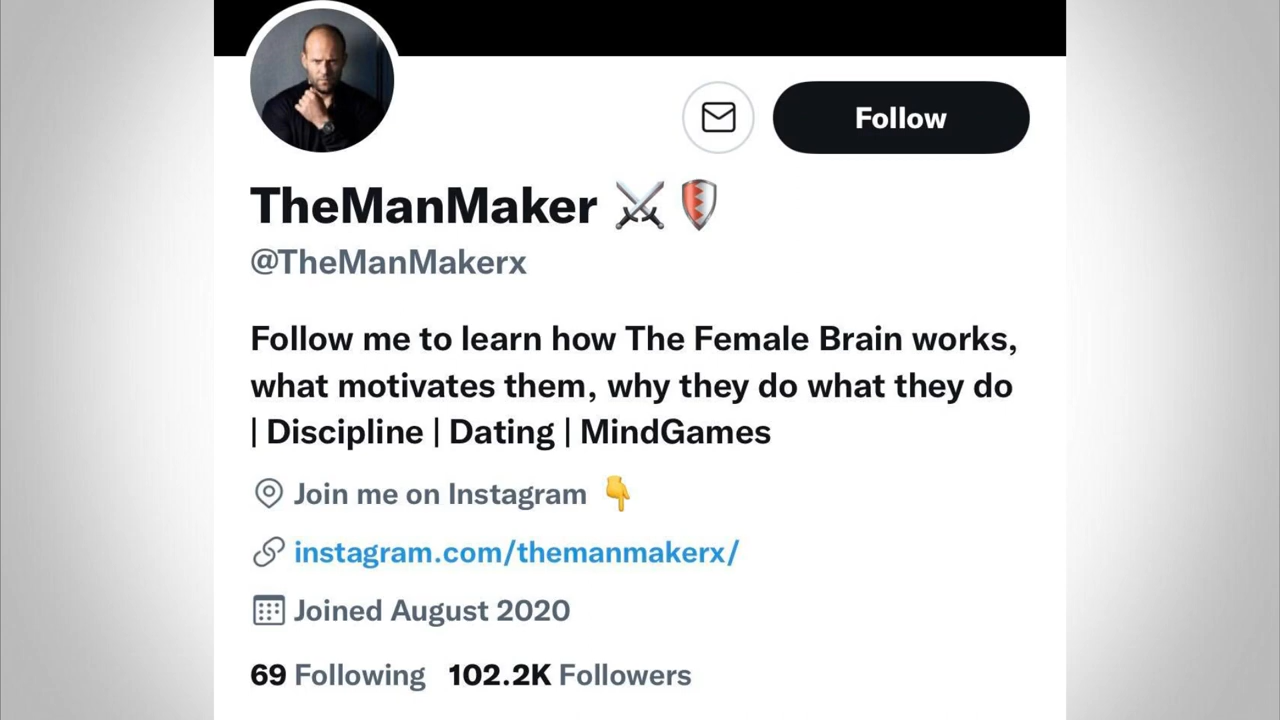 Follow
TheManMaker ⚔️🛡️
@TheManMakerx
Follow me to learn how The Female Brain works,
what motivates them, why they do what they do
| Discipline | Dating | MindGames
Join me on Instagram 👇
instagram.com/themanmakerx/
Joined August 2020
69 Following 102.2K Followers